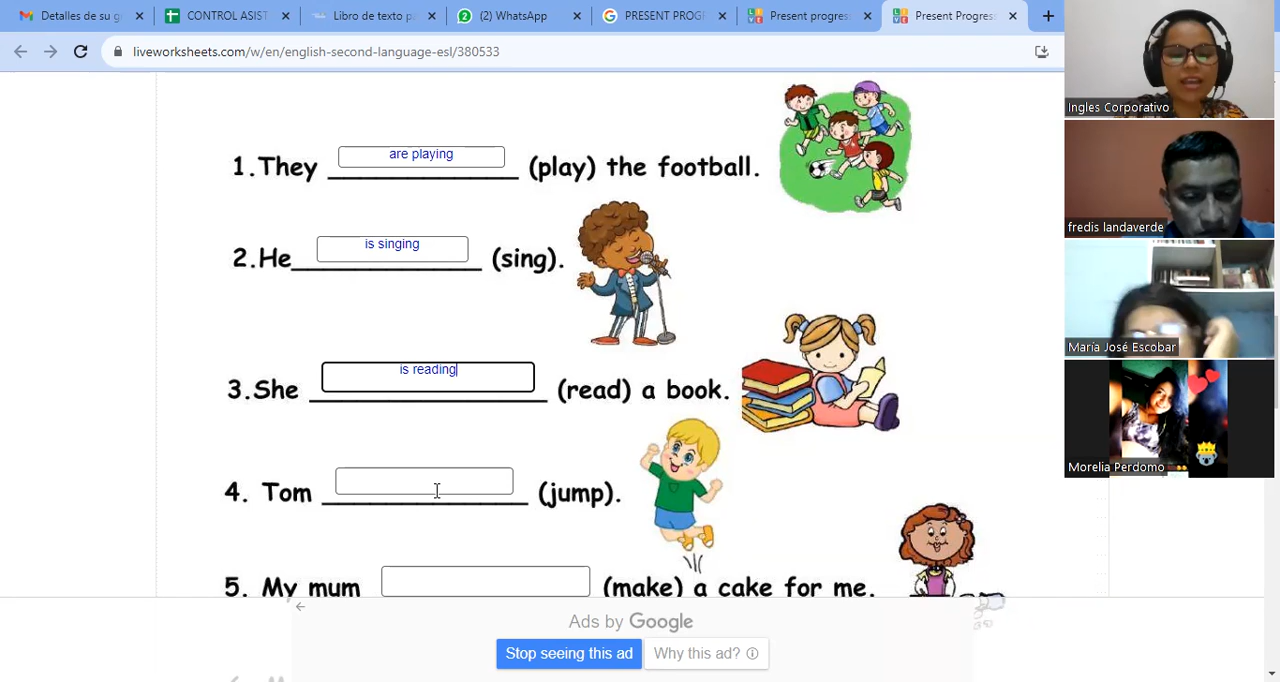 Detalles de su g
CONTROL ASIST
Libro de texto pa
(2) WhatsApp
PRESENT PROG
Present progres
Present Progress
liveworksheets.com/w/en/english-second-language-esl/380533
Ingles Corporativo
1.They are playing (play) the football.
fredis landaverde
2.He is singing (sing).
María José Escobar
3.She is reading (read) a book.
Morelia Perdomo
4. Tom (jump).
5. My mum (make) a cake for me.
Ads by Google
Stop seeing this ad
Why this ad?